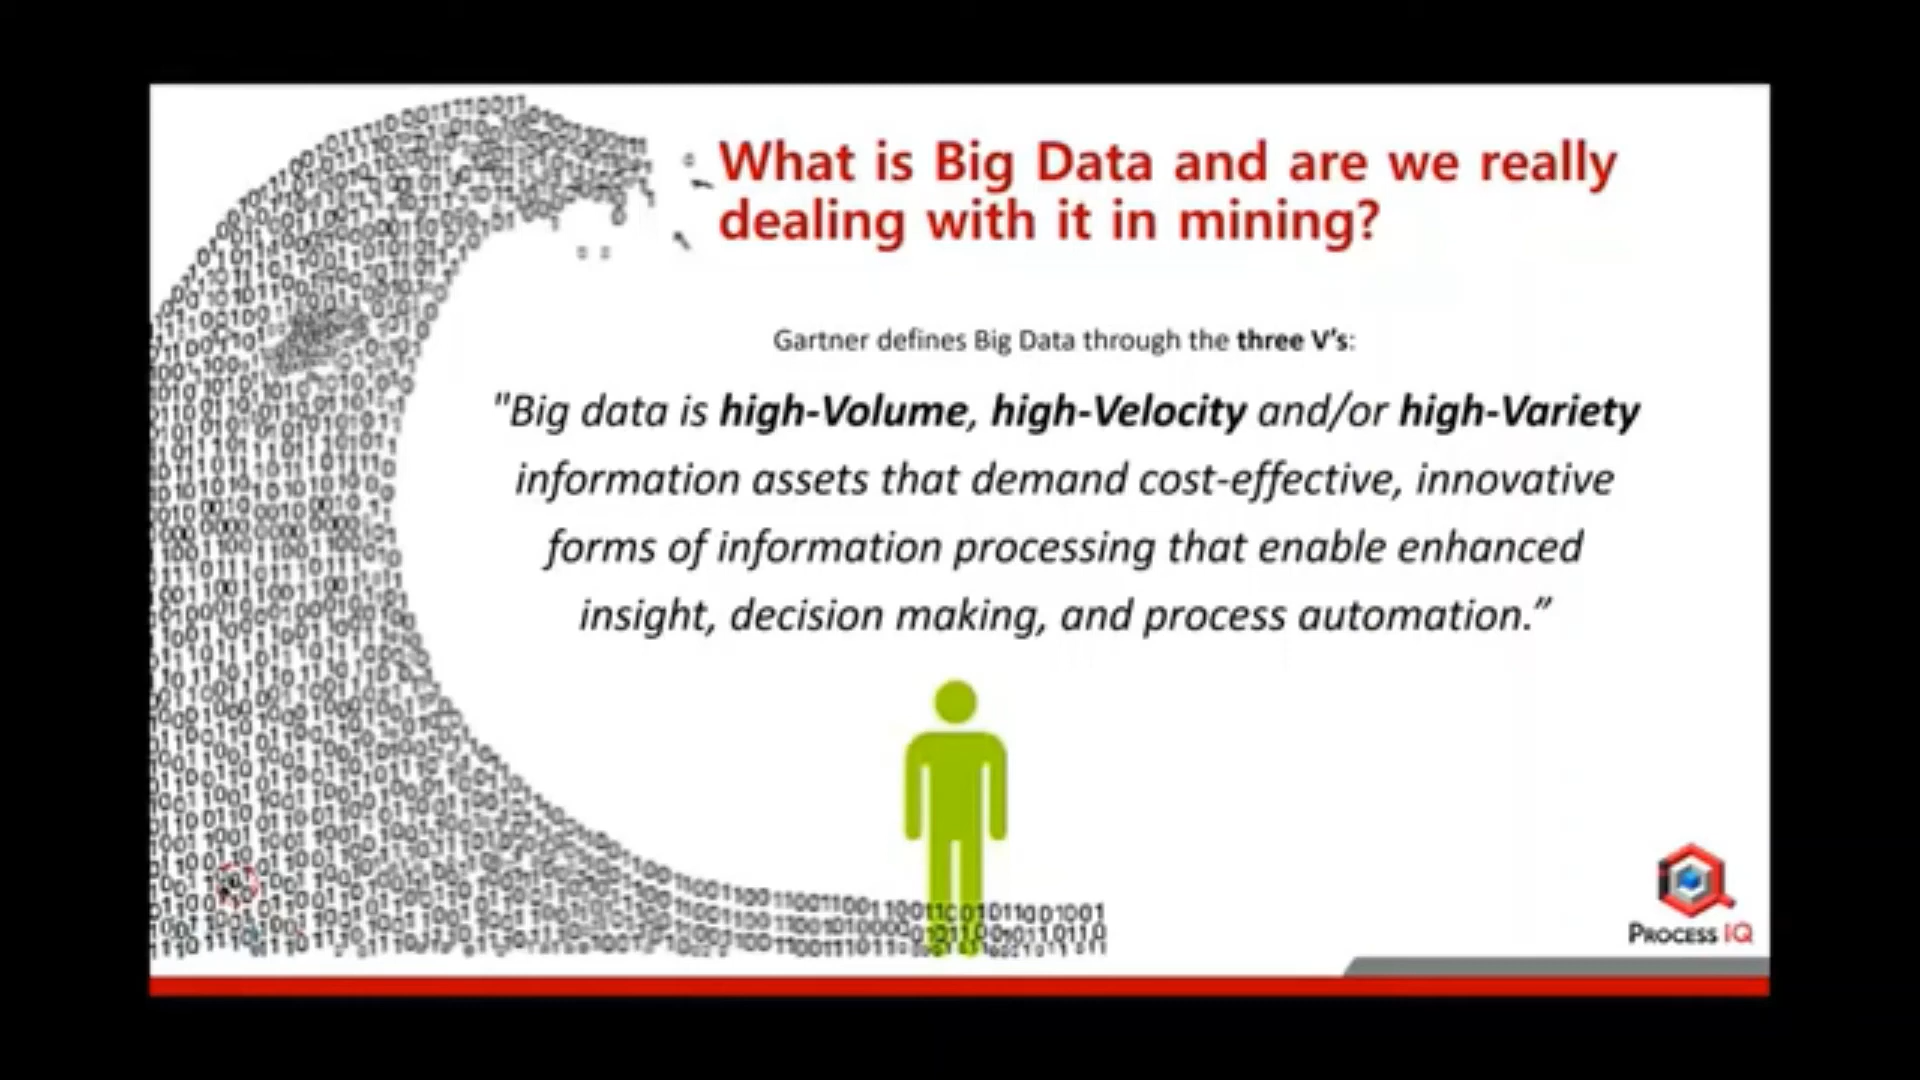 What is Big Data and are we really
dealing with it in mining?
Gartner defines Big Data through the three V's:
"Big data is high-Volume, high-Velocity and/or high-Variety
information assets that demand cost-effective, innovative
forms of information processing that enable enhanced
insight, decision making, and process automation.”
PROCESS IQ